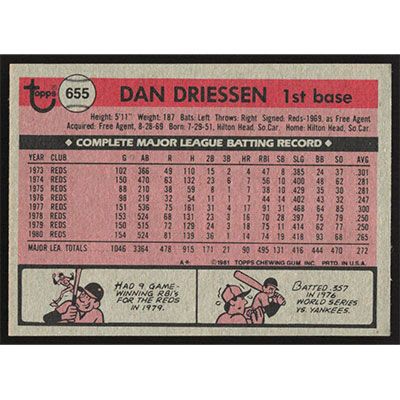 Topps
655
DAN DRIESSEN 1st base
Height: 5'11" Weight: 187 Bats: Left Throws: Right Signed: Reds-1969, as Free Agent
Acquired: Free Agent, 8-28-69 Born: 7-29-51, Hilton Head, So.Car. Home: Hilton Head, So.Car.
COMPLETE MAJOR LEAGUE BATTING RECORD
YEAR CLUB G AB R H 2B 3B HR RBI SB SLG BB SO AVG
1973 REDS 102 366 49 110 15 2 4 47 8 .385 24 37 .301
1974 REDS 150 470 63 132 23 6 7 56 10 .400 48 62 .281
1975 REDS 88 210 38 59 8 1 7 38 10 .429 35 30 .281
1976 REDS 98 219 32 54 11 1 7 44 14 .402 43 32 .247
1977 REDS 151 536 75 161 31 4 17 91 31 .468 64 85 .300
1978 REDS 153 524 68 131 23 3 16 70 28 .397 75 79 .250
1979 REDS 150 515 72 129 24 3 18 75 11 .414 62 77 .250
1980 REDS 154 524 81 139 36 1 14 74 19 .418 93 68 .265
MAJOR LEA. TOTALS 1046 3364 478 915 171 21 90 495 131 .416 444 470 .272
A* ©1981 TOPPS CHEWING GUM, INC. PRTD. IN U.S.A.
HAD 9 GAME-
WINNING RBI'S
FOR THE REDS
IN 1979.
BATTED .357
IN 1976
WORLD SERIES
VS. YANKEES.